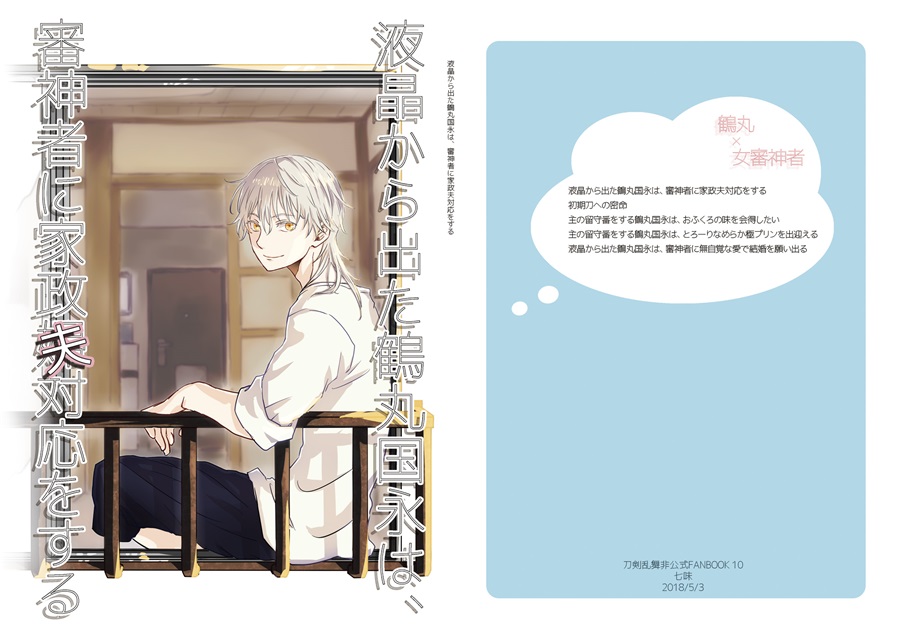 液晶から出た鶴丸国永は、
審神者に家政夫対応をする
液晶から出た鶴丸国永は、審神者に家政夫対応をする
鶴丸
×
女審神者
液晶から出た鶴丸国永は、審神者に家政夫対応をする
初期刀への密命
主の留守番をする鶴丸国永は、おふくろの味を会得したい
主の留守番をする鶴丸国永は、とろーりなめらか極プリンを出迎える
液晶から出た鶴丸国永は、審神者に無自覚な愛で結婚を願い出る
刀剣乱舞非公式FANBOOK 10
七味
2018/5/3